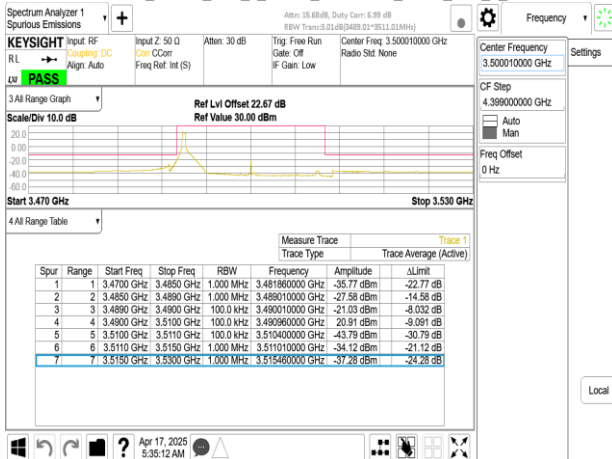 Spectrum Analyzer 1
Spurious Emissions
Attn: 15.68dB, Duty Corr: 6.99 dB
RBW Trans:3.01dB(3489.01~3511.01MHz)
Frequency
Settings
KEYSIGHT
RL
LXI
PASS
Input: RF
Coupling: DC
Align: Auto
Input Z: 50 Ω
Corr CCorr
Freq Ref: Int (S)
Atten: 30 dB
Trig: Free Run
Gate: Off
IF Gain: Low
Center Freq: 3.500010000 GHz
Radio Std: None
Center Frequency
3.500010000 GHz
CF Step
4.399000000 GHz
Auto
Man
Freq Offset
0 Hz
3 All Range Graph
Scale/Div 10.0 dB
Ref Lvl Offset 22.67 dB
Ref Value 30.00 dBm
20.0
0.00
-20.0
-40.0
-60.0
Start 3.470 GHz
Stop 3.530 GHz
4 All Range Table
Measure Trace Trace 1
Trace Type Trace Average (Active)
Spur Range Start Freq Stop Freq RBW Frequency Amplitude ΔLimit
1 1 3.4700 GHz 3.4850 GHz 1.000 MHz 3.481860000 GHz -35.77 dBm -22.77 dB
2 2 3.4850 GHz 3.4890 GHz 1.000 MHz 3.489010000 GHz -27.58 dBm -14.58 dB
3 3 3.4890 GHz 3.4900 GHz 100.0 kHz 3.490010000 GHz -21.03 dBm -8.032 dB
4 4 3.4900 GHz 3.5100 GHz 100.0 kHz 3.490960000 GHz 20.91 dBm -9.091 dB
5 5 3.5100 GHz 3.5110 GHz 100.0 kHz 3.510400000 GHz -43.79 dBm -30.79 dB
6 6 3.5110 GHz 3.5150 GHz 1.000 MHz 3.511010000 GHz -34.12 dBm -21.12 dB
7 7 3.5150 GHz 3.5300 GHz 1.000 MHz 3.515460000 GHz -37.28 dBm -24.28 dB
Local
Apr 17, 2025
5:35:12 AM